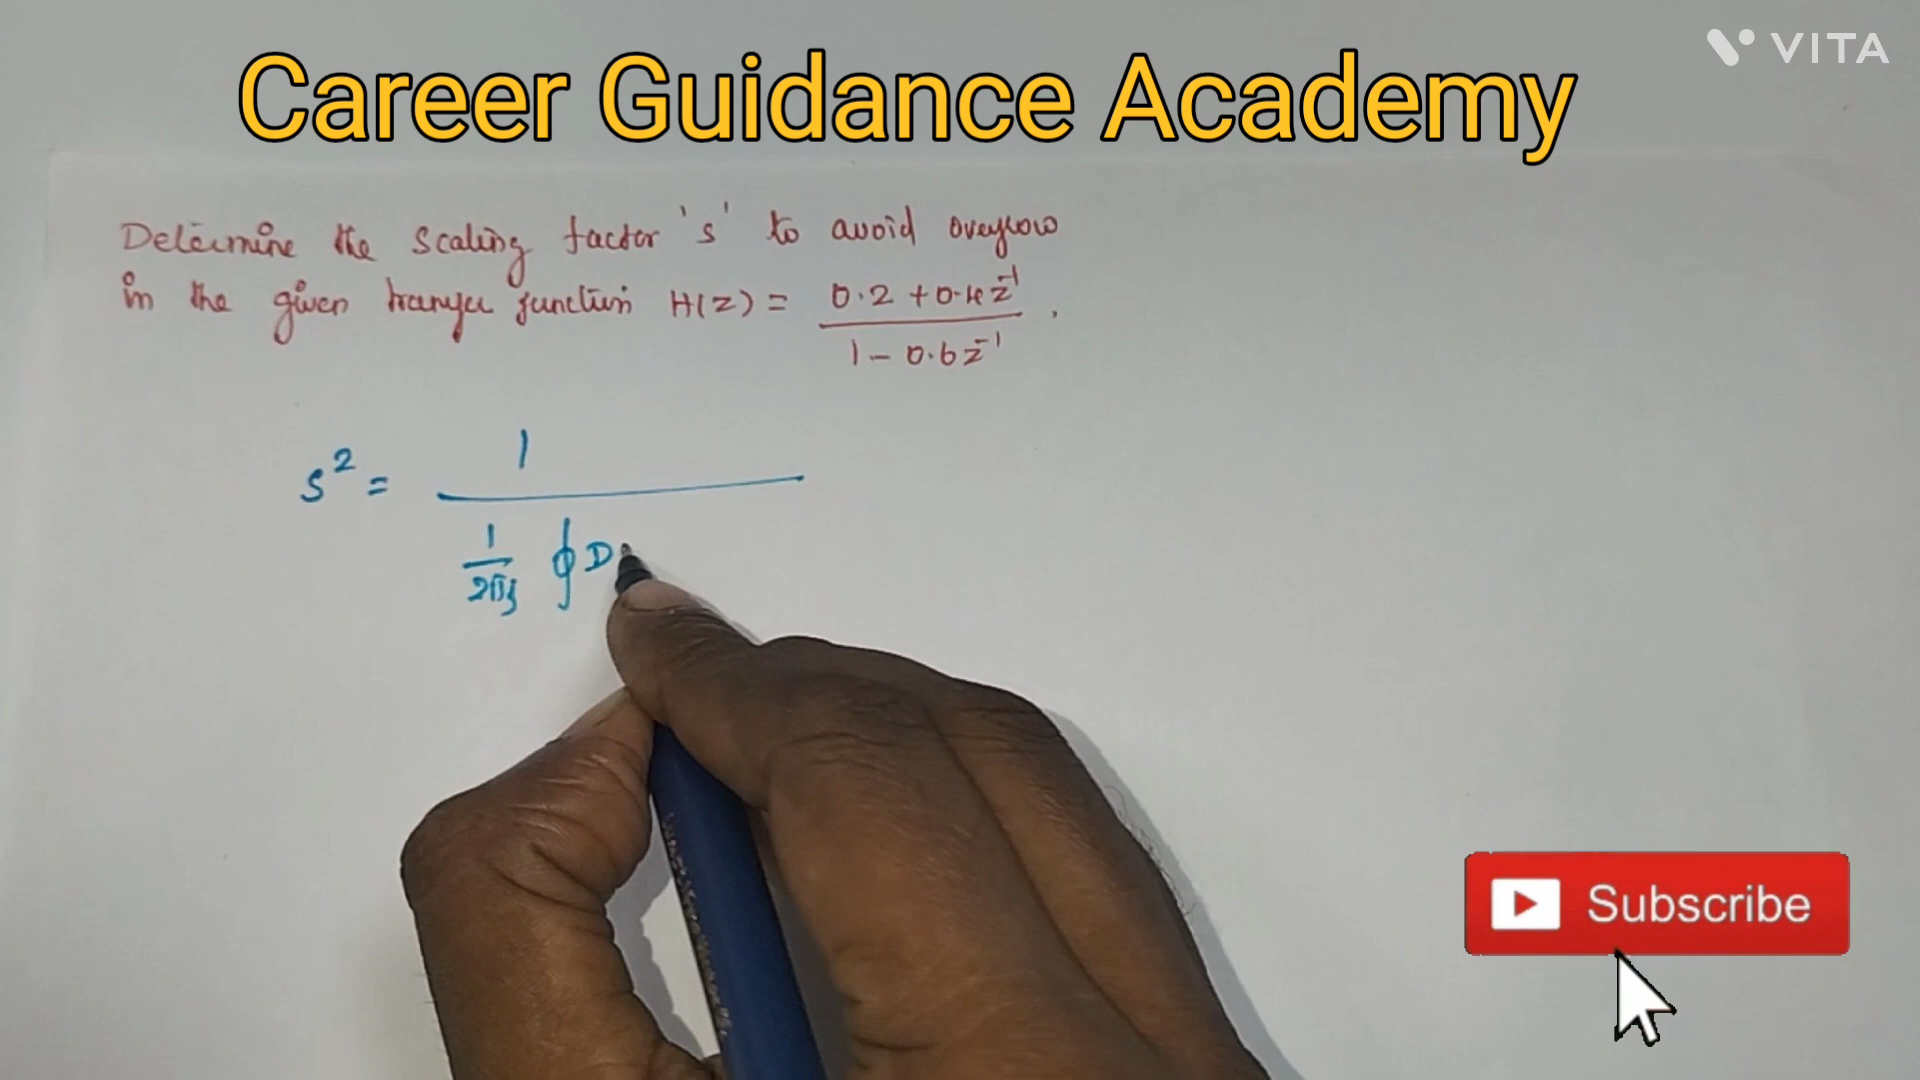 VITA
Career Guidance Academy
Determine the scaling factor 's' to avoid overflow
in the given transfer function H(z) = 0.2 + 0.4z⁻¹ / 1 - 0.6z⁻¹ .
s² = 1 / 1/2πj ∮ D
Subscribe